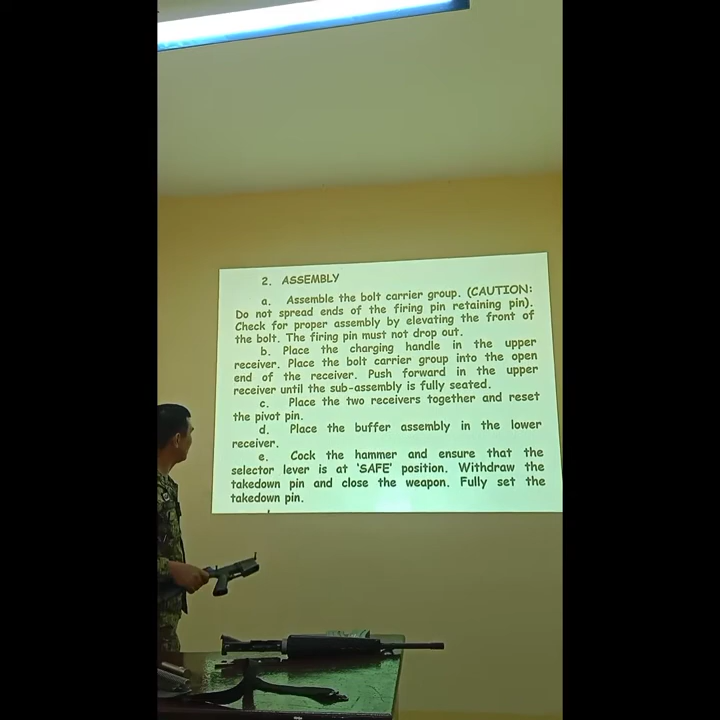 2. ASSEMBLY
a. Assemble the bolt carrier group. (CAUTION:
Do not spread ends of the firing pin retaining pin).
Check for proper assembly by elevating the front of
the bolt. The firing pin must not drop out.
b. Place the charging handle in the upper
receiver. Place the bolt carrier group into the open
end of the receiver. Push forward in the upper
receiver until the sub-assembly is fully seated.
c. Place the two receivers together and reset
the pivot pin.
d. Place the buffer assembly in the lower
receiver.
e. Cock the hammer and ensure that the
selector lever is at ‘SAFE’ position. Withdraw the
takedown pin and close the weapon. Fully set the
takedown pin.